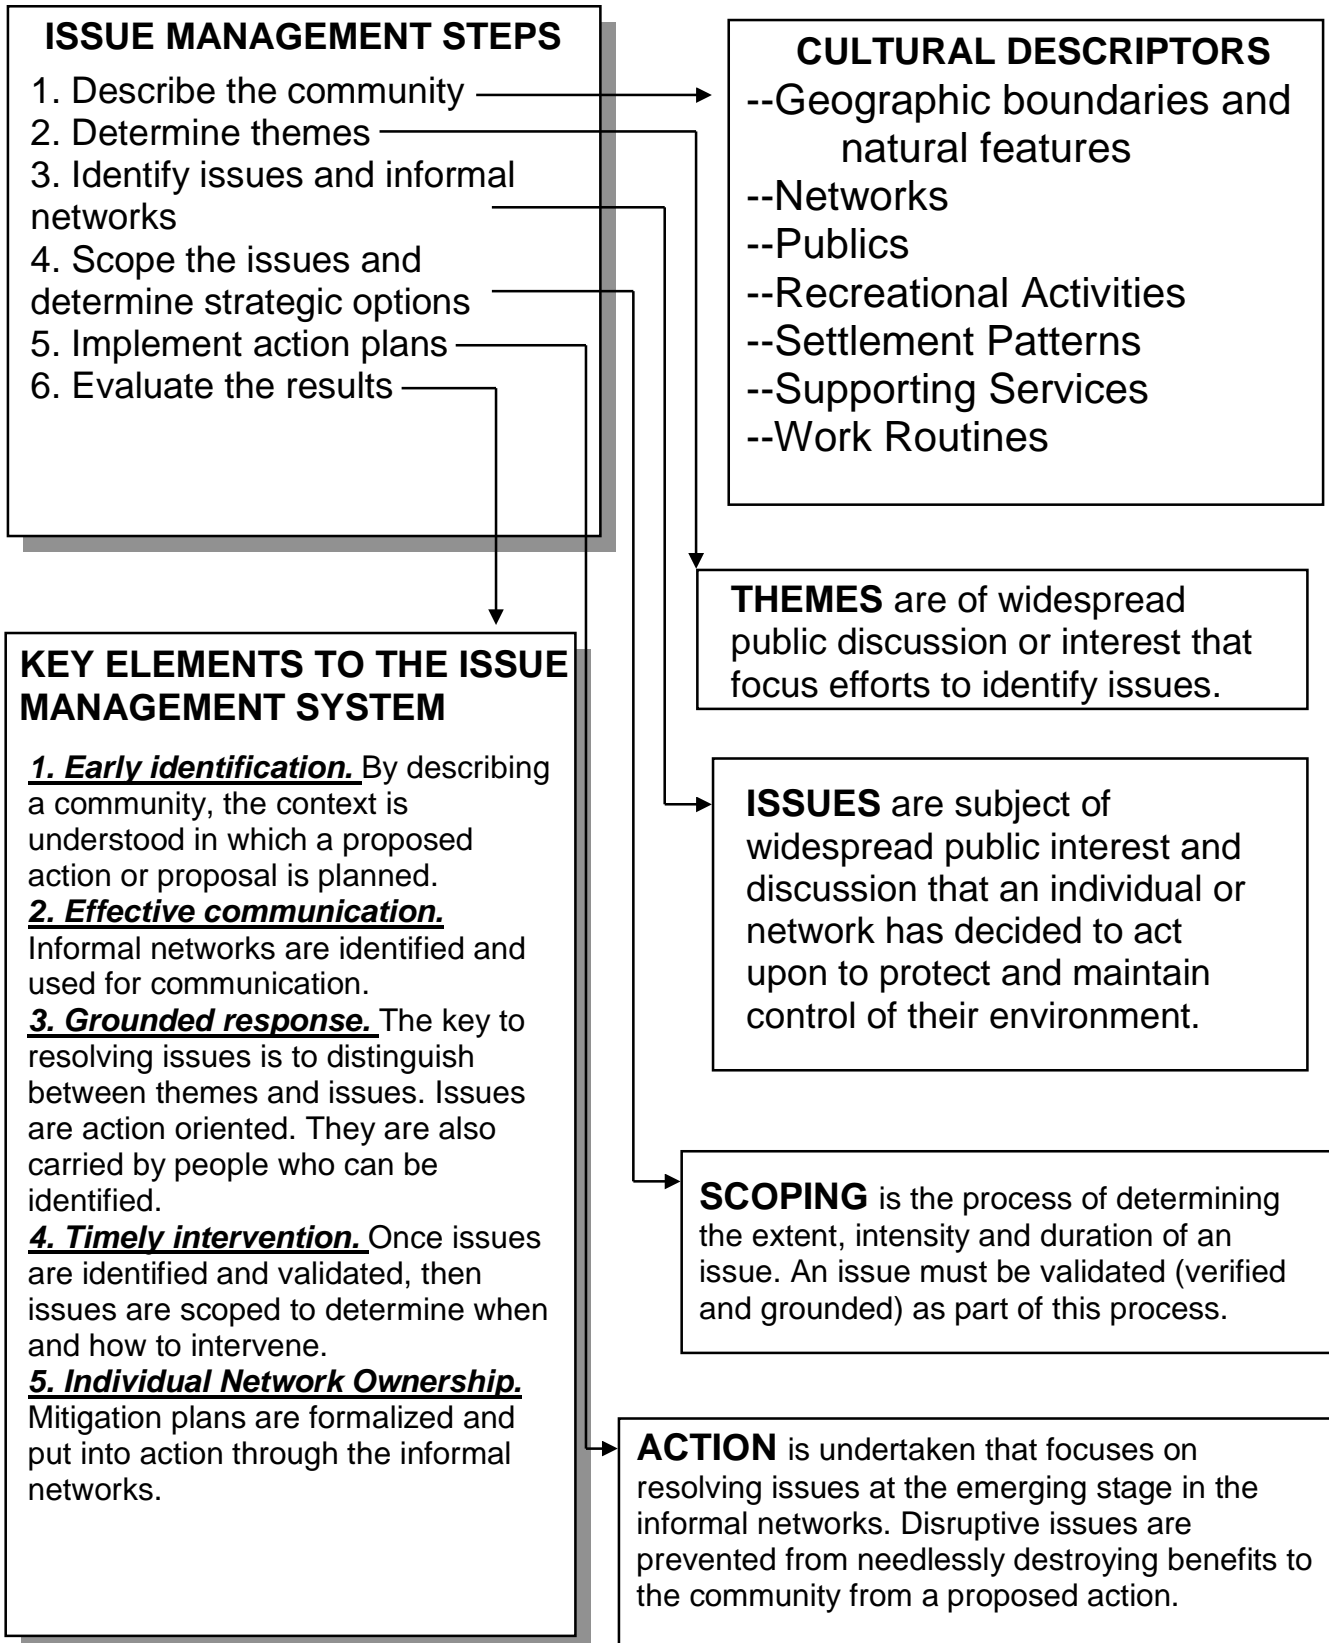 ISSUE MANAGEMENT STEPS
1. Describe the community
2. Determine themes
3. Identify issues and informal
networks
4. Scope the issues and
determine strategic options
5. Implement action plans
6. Evaluate the results
CULTURAL DESCRIPTORS
--Geographic boundaries and
natural features
--Networks
--Publics
--Recreational Activities
--Settlement Patterns
--Supporting Services
--Work Routines
THEMES are of widespread
public discussion or interest that
focus efforts to identify issues.
KEY ELEMENTS TO THE ISSUE
MANAGEMENT SYSTEM
1. Early identification. By describing
a community, the context is
understood in which a proposed
action or proposal is planned.
2. Effective communication.
Informal networks are identified and
used for communication.
3. Grounded response. The key to
resolving issues is to distinguish
between themes and issues. Issues
are action oriented. They are also
carried by people who can be
identified.
4. Timely intervention. Once issues
are identified and validated, then
issues are scoped to determine when
and how to intervene.
5. Individual Network Ownership.
Mitigation plans are formalized and
put into action through the informal
networks.
ISSUES are subject of
widespread public interest and
discussion that an individual or
network has decided to act
upon to protect and maintain
control of their environment.
SCOPING is the process of determining
the extent, intensity and duration of an
issue. An issue must be validated (verified
and grounded) as part of this process.
ACTION is undertaken that focuses on
resolving issues at the emerging stage in the
informal networks. Disruptive issues are
prevented from needlessly destroying benefits to
the community from a proposed action.